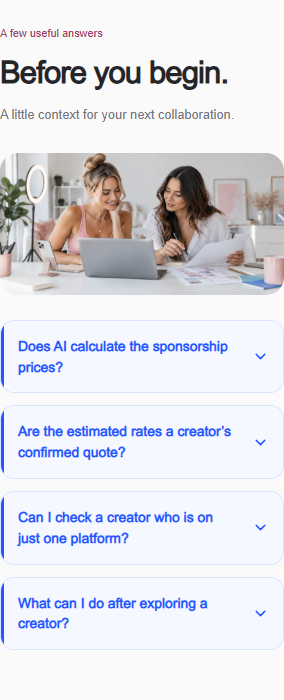 A few useful answers
Before you begin.
A little context for your next collaboration.
Does AI calculate the sponsorship
prices?
Are the estimated rates a creator’s
confirmed quote?
Can I check a creator who is on
just one platform?
What can I do after exploring a
creator?